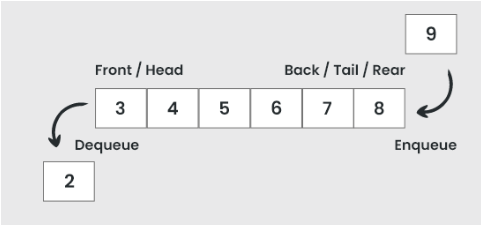 9
Front / Head
Back / Tail / Rear
3 4 5 6 7 8
Dequeue
Enqueue
2